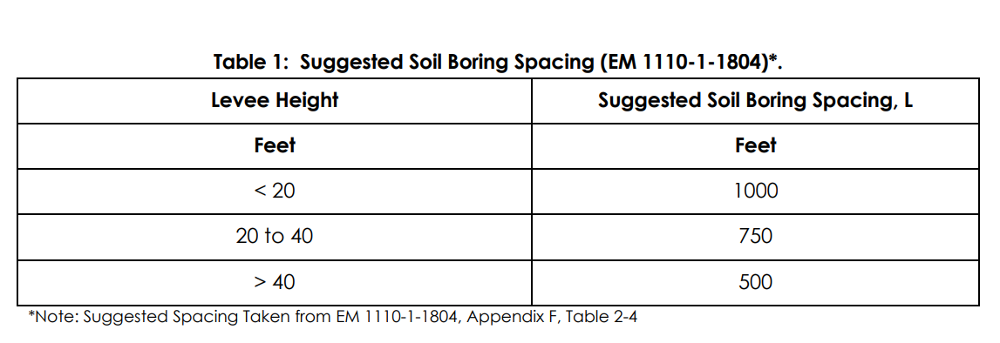 Table 1:  Suggested Soil Boring Spacing (EM 1110-1-1804)*.
Levee Height Suggested Soil Boring Spacing, L
Feet Feet
< 20 1000
20 to 40 750
> 40 500
*Note: Suggested Spacing Taken from EM 1110-1-1804, Appendix F, Table 2-4